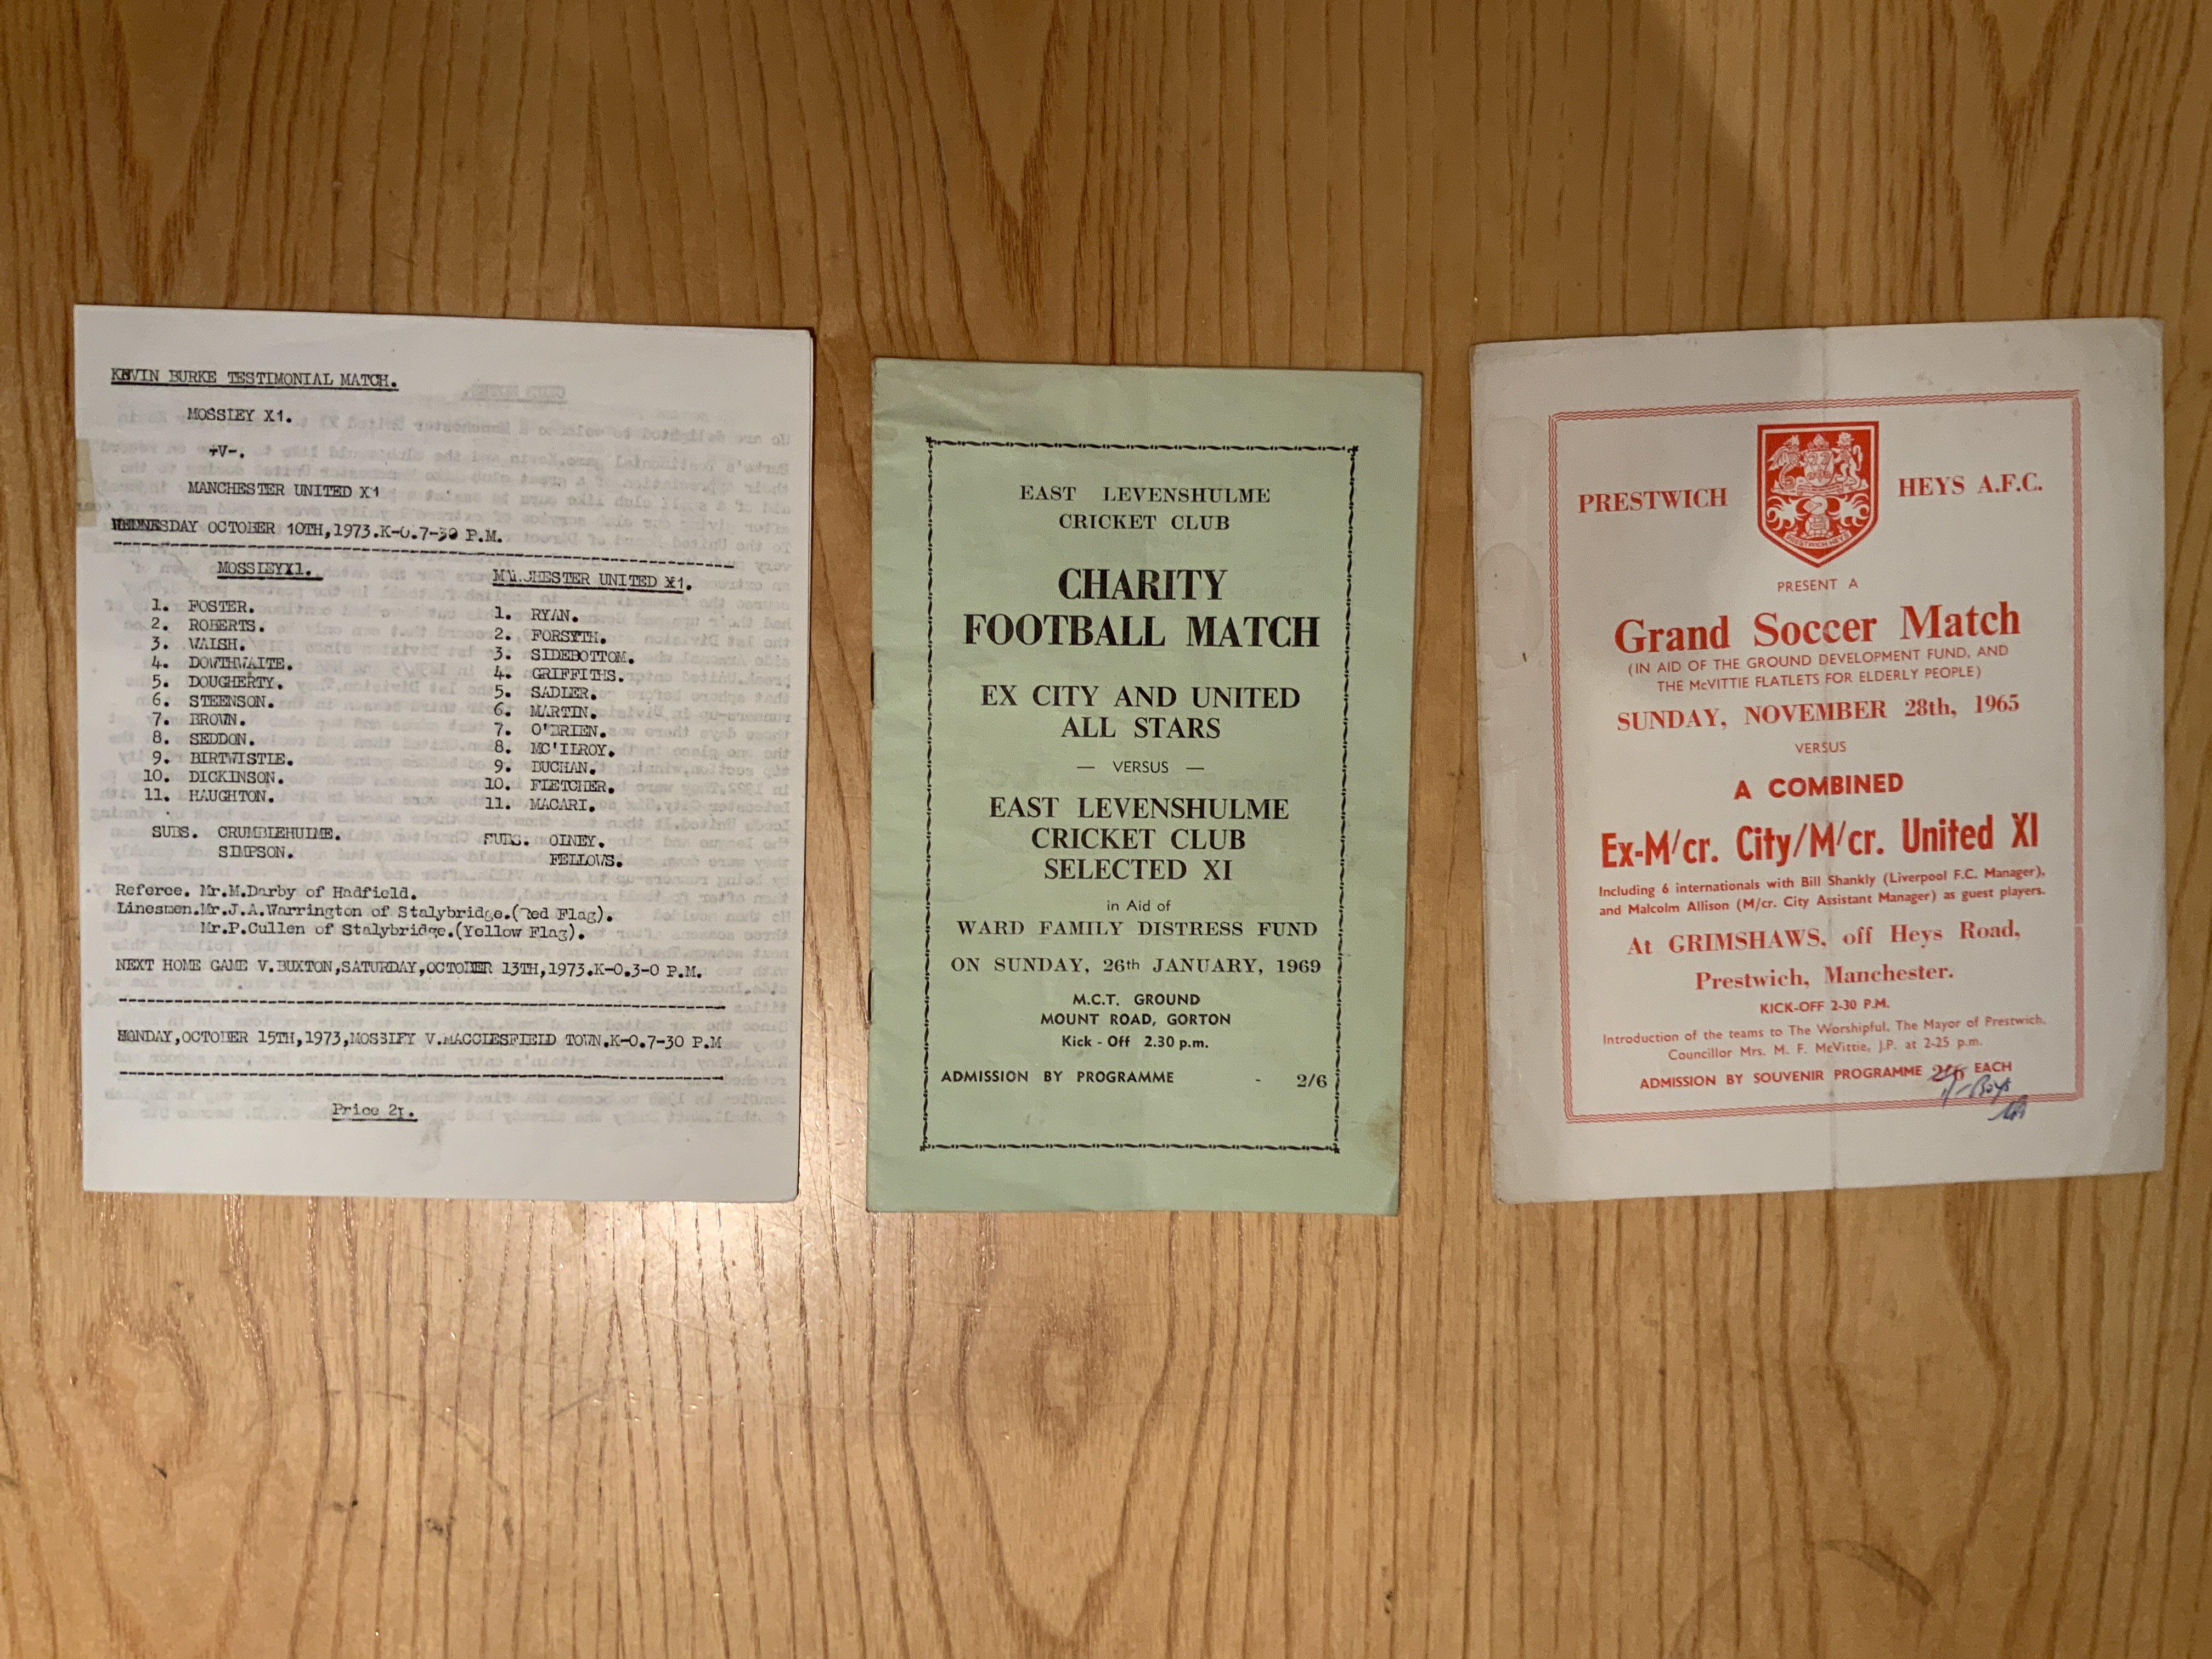 KEVIN BURKE TESTIMONIAL MATCH.
MOSSLEY X1.
-V-.
MANCHESTER UNITED X1
WEDNESDAY OCTOBER 10TH,1973.K-O.7-30 P.M.
MOSSLEYX1.
1. FOSTER.
2. ROBERTS.
3. WALSH.
4. DOWTHWAITE.
5. DOUGHERTY.
6. STEENSON.
7. BROWN.
8. SEDDON.
9. BIRTWISTLE.
10. DICKINSON.
11. HAUGHTON.
SUBS. CRUMBLEHULME.
SIMPSON.
MANCHESTER UNITED X1.
1. RYAN.
2. FORSYTH.
3. SIDEBOTTOM.
4. GRIFFITHS.
5. SADLER.
6. MARTIN.
7. O'BRIEN.
8. MC'ILROY.
9. BUCHAN.
10. FLETCHER.
11. MACARI.
SUBS. OLNEY.
FELLOWS.
Referee. Mr.M.Darby of Hadfield.
Linesmen.Mr.J.A.Warrington of Stalybridge.(Red Flag).
Mr.P.Cullen of Stalybridge.(Yellow Flag).
NEXT HOME GAME V.BUXTON,SATURDAY,OCTOBER 13TH,1973.K-O.3-0 P.M.
MONDAY,OCTOBER 15TH,1973,MOSSLEY V.MACCLESFIELD TOWN.K-O.7-30 P.M
Price 2p.
EAST LEVENSHULME
CRICKET CLUB
CHARITY
FOOTBALL MATCH
EX CITY AND UNITED
ALL STARS
— VERSUS —
EAST LEVENSHULME
CRICKET CLUB
SELECTED XI
in Aid of
WARD FAMILY DISTRESS FUND
ON SUNDAY, 26th JANUARY, 1969
M.C.T. GROUND
MOUNT ROAD, GORTON
Kick - Off 2.30 p.m.
ADMISSION BY PROGRAMME - 2/6
PRESTWICH HEYS A.F.C.
PRESTWICH HEYS
PRESENT A
Grand Soccer Match
(IN AID OF THE GROUND DEVELOPMENT FUND, AND
THE McVITTIE FLATLETS FOR ELDERLY PEOPLE)
SUNDAY, NOVEMBER 28th, 1965
VERSUS
A COMBINED
Ex-M/cr. City/M/cr. United XI
Including 6 internationals with Bill Shankly (Liverpool F.C. Manager),
and Malcolm Allison (M/cr. City Assistant Manager) as guest players.
At GRIMSHAWS, off Heys Road,
Prestwich, Manchester.
KICK-OFF 2-30 P.M.
Introduction of the teams to The Worshipful, The Mayor of Prestwich,
Councillor Mrs. M. F. McVittie, J.P. at 2-25 p.m.
ADMISSION BY SOUVENIR PROGRAMME 2/6 EACH
1/- Boys